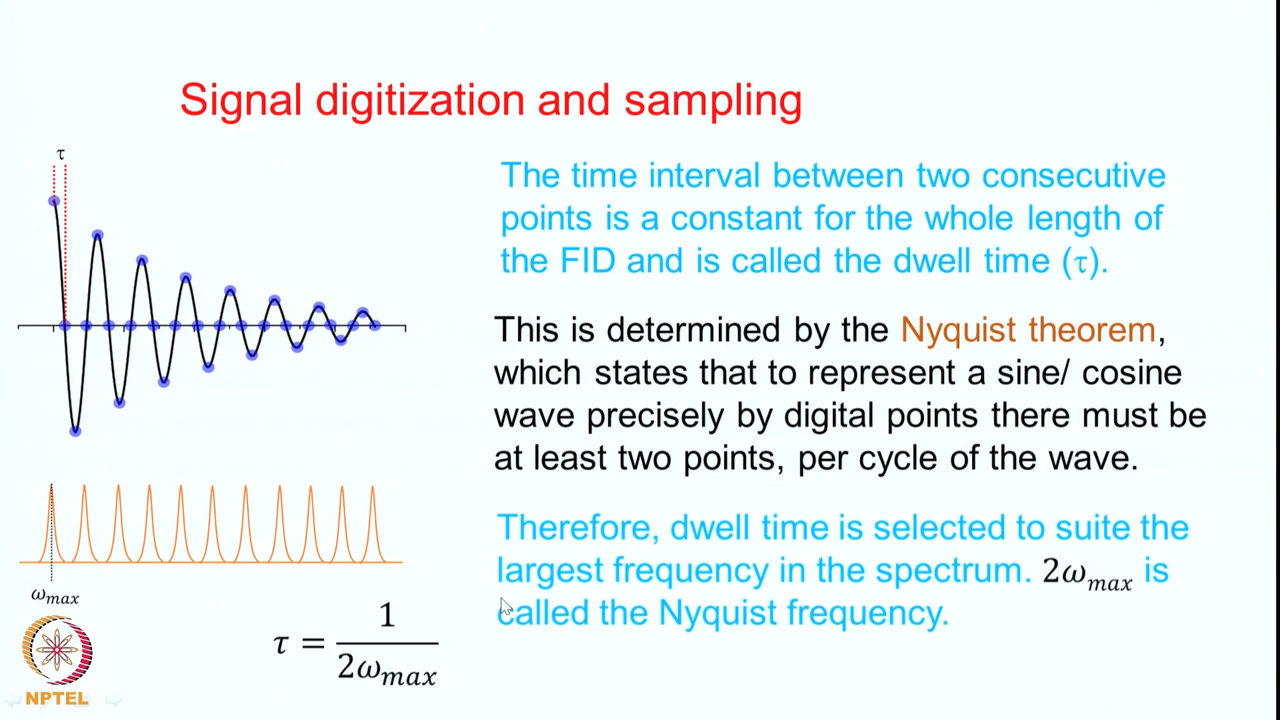 Signal digitization and sampling
τ
The time interval between two consecutive
points is a constant for the whole length of
the FID and is called the dwell time (τ).
This is determined by the Nyquist theorem,
which states that to represent a sine/ cosine
wave precisely by digital points there must be
at least two points, per cycle of the wave.
Therefore, dwell time is selected to suite the
largest frequency in the spectrum. 2ω_max is
called the Nyquist frequency.
ω_max
τ = 1/(2ω_max)
NPTEL